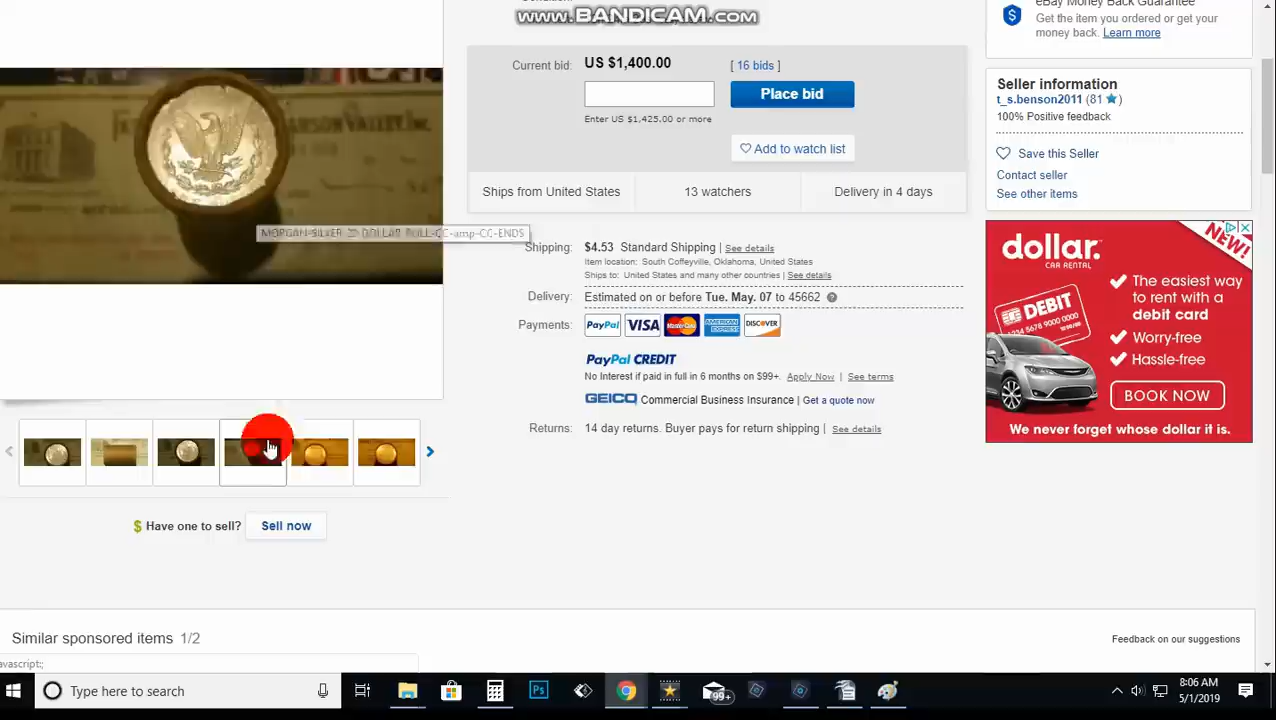 www.BANDICAM.com
eBay Money Back Guarantee
Get the item you ordered or get your
money back. Learn more
Current bid: US $1,400.00 [ 16 bids ]
Place bid
Enter US $1,425.00 or more
Add to watch list
Ships from United States 13 watchers Delivery in 4 days
MORGAN-SILVER
DOLLAR
ROLL-CC-amp-CC-ENDS
Shipping: $4.53 Standard Shipping | See details
Item location: South Coffeyville, Oklahoma, United States
Ships to: United States and many other countries | See details
Delivery: Estimated on or before Tue. May. 07 to 45662
Payments: PayPal VISA MasterCard AMERICAN EXPRESS DISCOVER
PayPal CREDIT
No Interest if paid in full in 6 months on $99+. Apply Now | See terms
GEICO Commercial Business Insurance | Get a quote now
Returns: 14 day returns. Buyer pays for return shipping | See details
Seller information
t_s.benson2011 (81 )
100% Positive feedback
Save this Seller
Contact seller
See other items
NEW!
dollar.
CAR RENTAL
The easiest way
to rent with a
debit card
Worry-free
Hassle-free
DEBIT
BOOK NOW
We never forget whose dollar it is.
$ Have one to sell? Sell now
Similar sponsored items 1/2
Feedback on our suggestions
avascript:;
Type here to search
Ps
99+
8:06 AM
5/1/2019